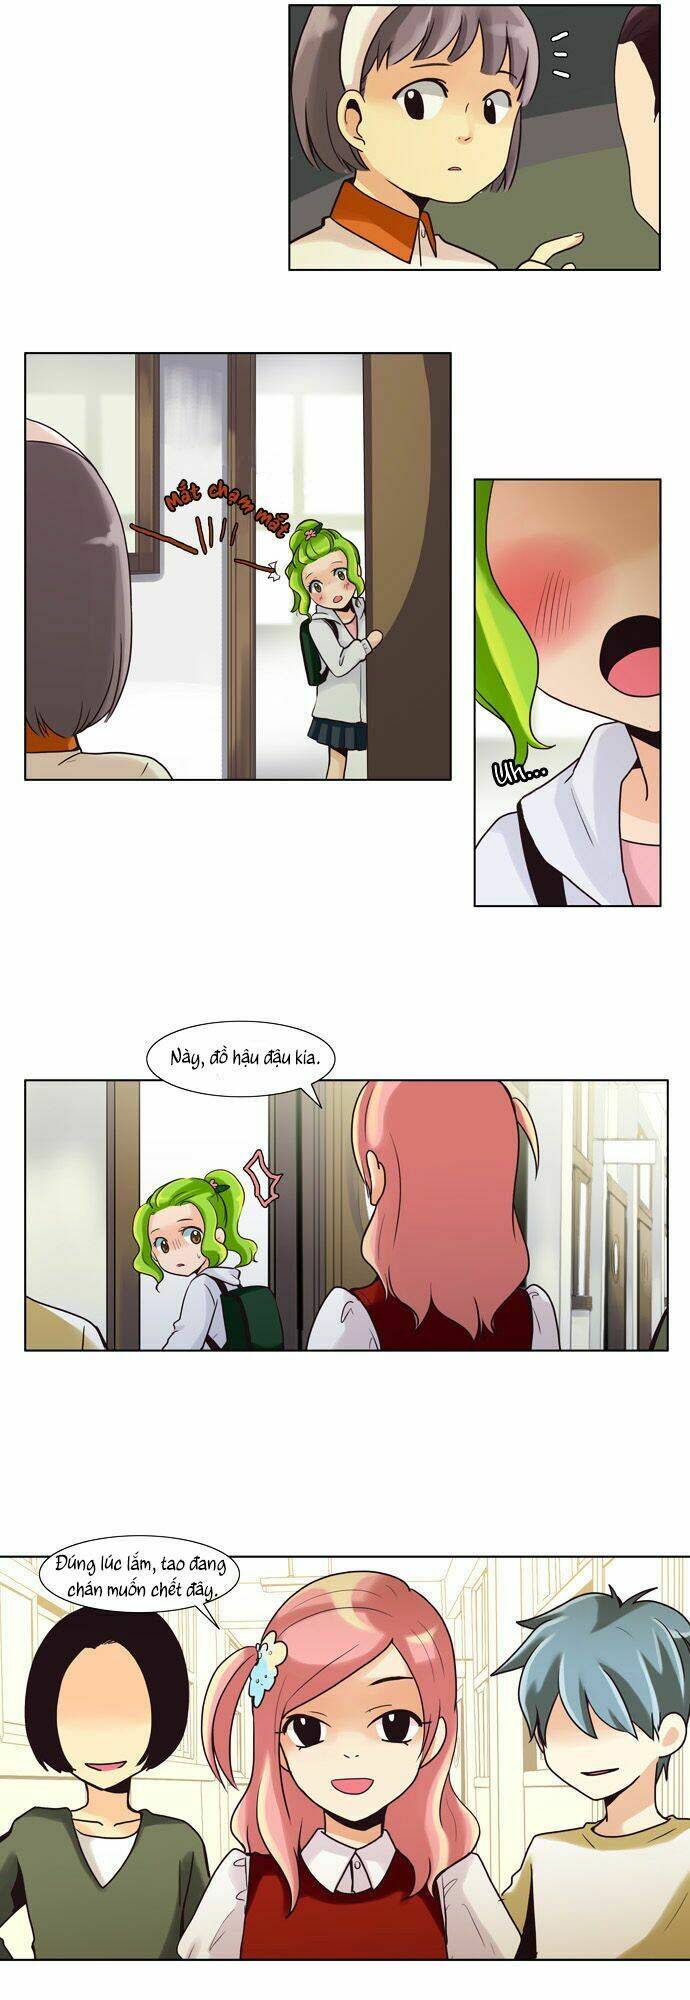 Mắt chạm mắt
Uh...
Này, đồ hậu đậu kia.
Đúng lúc lắm, tao đang
chán muốn chết đây.